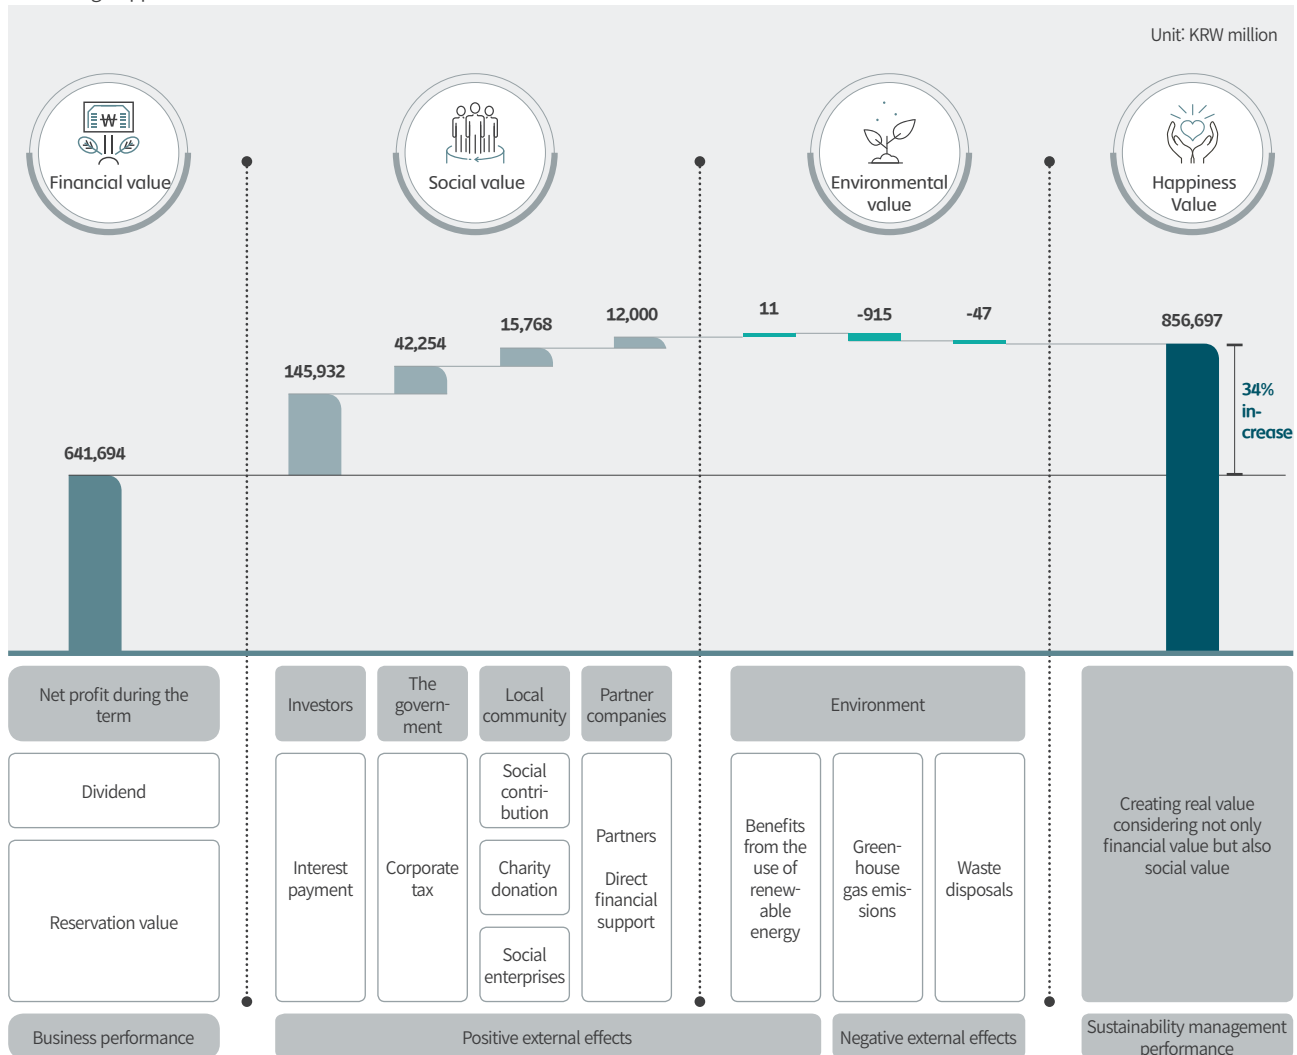 Unit: KRW million
₩
Financial value
Social value
Environmental
value
Happiness
Value
641,694
145,932
42,254
15,768
12,000
11
-915
-47
856,697
34%
in-
crease
Net profit during the
term
Dividend
Reservation value
Business performance
Investors
Interest
payment
The
govern-
ment
Corporate
tax
Local
community
Social
contri-
bution
Charity
donation
Social
enterprises
Partner
companies
Partners
Direct
financial
support
Positive external effects
Environment
Benefits
from the
use of
renew-
able
energy
Green-
house
gas emis-
sions
Waste
disposals
Negative external effects
Creating real value
considering not only
financial value but also
social value
Sustainability management
performance